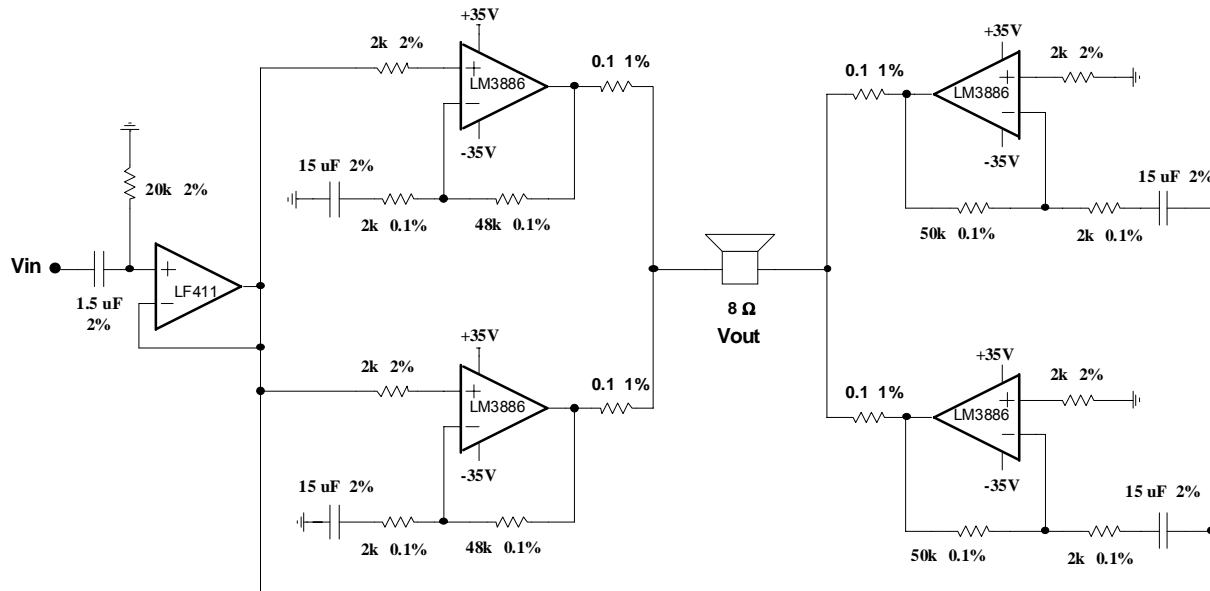 +35V
2k 2%
LM3886
-35V
0.1 1%
15 uF 2%
2k 0.1%
48k 0.1%
20k 2%
Vin
1.5 uF
2%
LF411
+35V
2k 2%
LM3886
-35V
0.1 1%
15 uF 2%
2k 0.1%
48k 0.1%
8 Ω
Vout
+35V
2k 2%
0.1 1%
LM3886
-35V
15 uF 2%
50k 0.1%
2k 0.1%
+35V
2k 2%
0.1 1%
LM3886
-35V
15 uF 2%
50k 0.1%
2k 0.1%